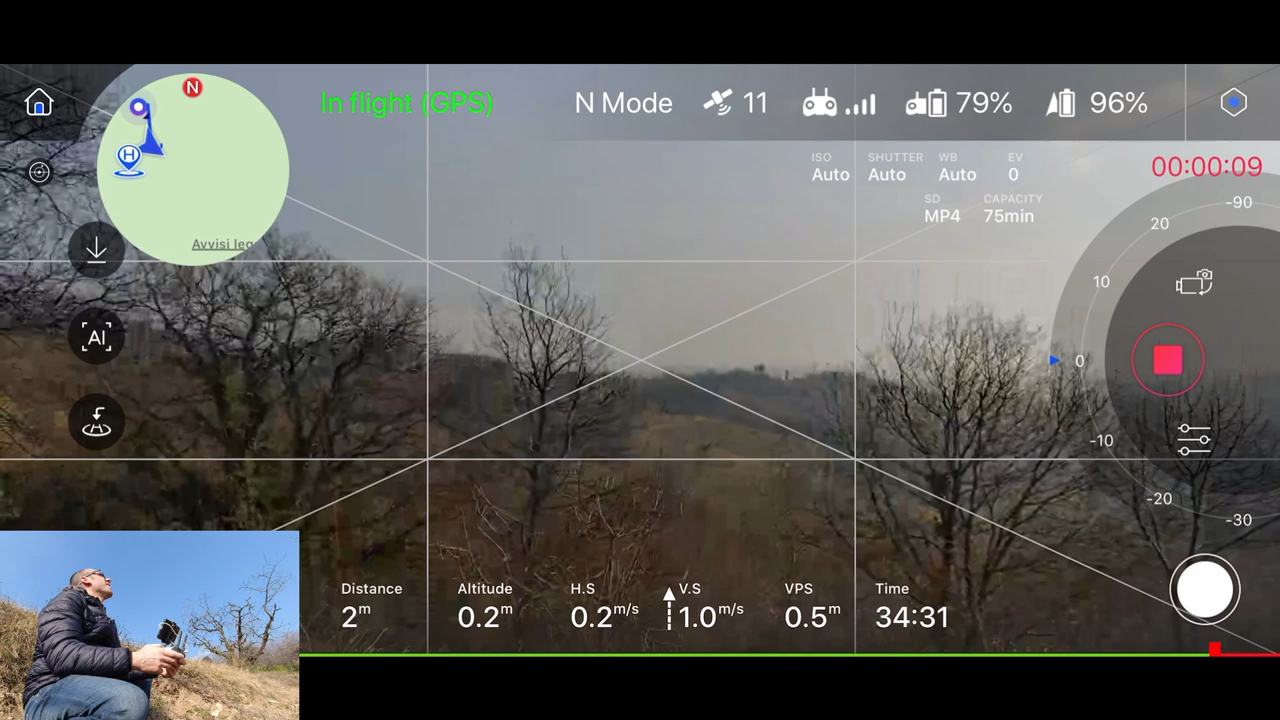 N
In flight (GPS)
N Mode
11
79%
96%
ISO
Auto
SHUTTER
Auto
WB
Auto
EV
0
SD
MP4
CAPACITY
75min
00:00:09
H
Avvisi leg
AI
-90
20
10
0
-10
-20
-30
Distance
2m
Altitude
0.2m
H.S
0.2m/s
V.S
1.0m/s
VPS
0.5m
Time
34:31